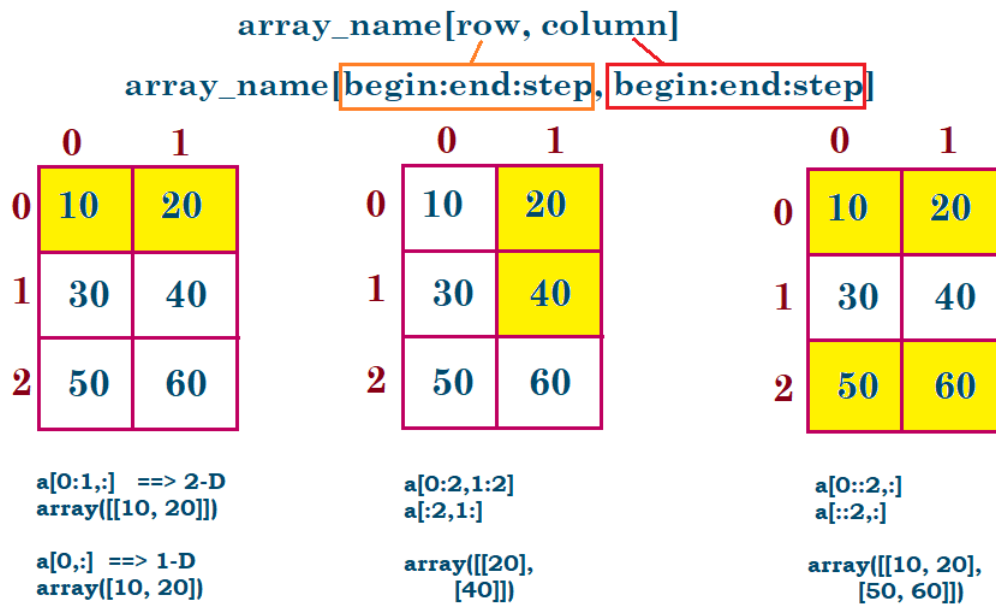 array_name[row, column]
array_name[begin:end:step, begin:end:step]
0 1
0 10 20
1 30 40
2 50 60
a[0:1,:] ==> 2-D
array([[10, 20]])
a[0,:] ==> 1-D
array([10, 20])
0 1
0 10 20
1 30 40
2 50 60
a[0:2,1:2]
a[:2,1:]
array([[20],
[40]])
0 1
0 10 20
1 30 40
2 50 60
a[0::2,:]
a[::2,:]
array([[10, 20],
[50, 60]])